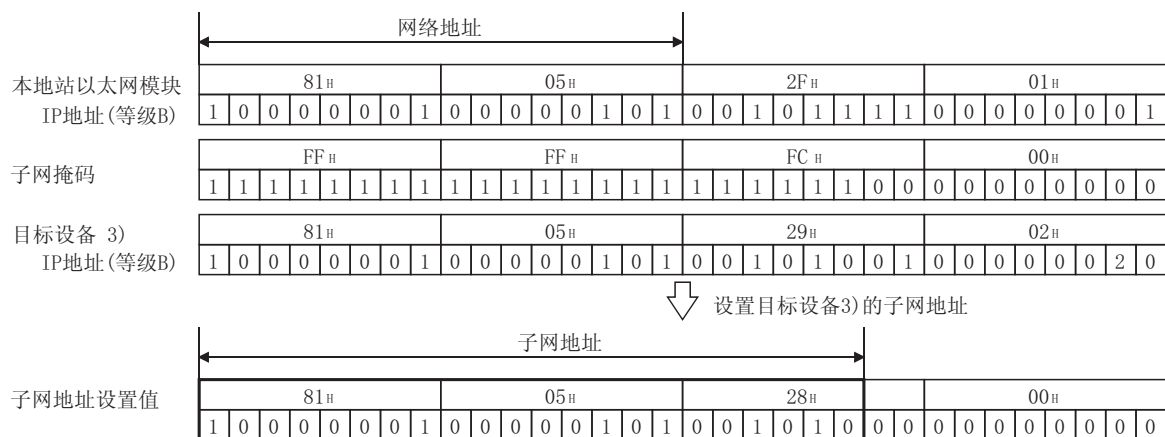 网络地址
本地站以太网模块
IP地址(等级B)
81H 05H 2FH 01H
1 0 0 0 0 0 0 1 0 0 0 0 0 1 0 1 0 0 1 0 1 1 1 1 0 0 0 0 0 0 0 1
子网掩码
FFH FFH FCH 00H
1 1 1 1 1 1 1 1 1 1 1 1 1 1 1 1 1 1 1 1 1 1 0 0 0 0 0 0 0 0 0 0
目标设备 3)
IP地址(等级B)
81H 05H 29H 02H
1 0 0 0 0 0 0 1 0 0 0 0 0 1 0 1 0 0 1 0 1 0 0 1 0 0 0 0 0 0 2 0
设置目标设备3)的子网地址
子网地址
子网地址设置值
81H 05H 28H 00H
1 0 0 0 0 0 0 1 0 0 0 0 0 1 0 1 0 0 1 0 1 0 0 0 0 0 0 0 0 0 0 0